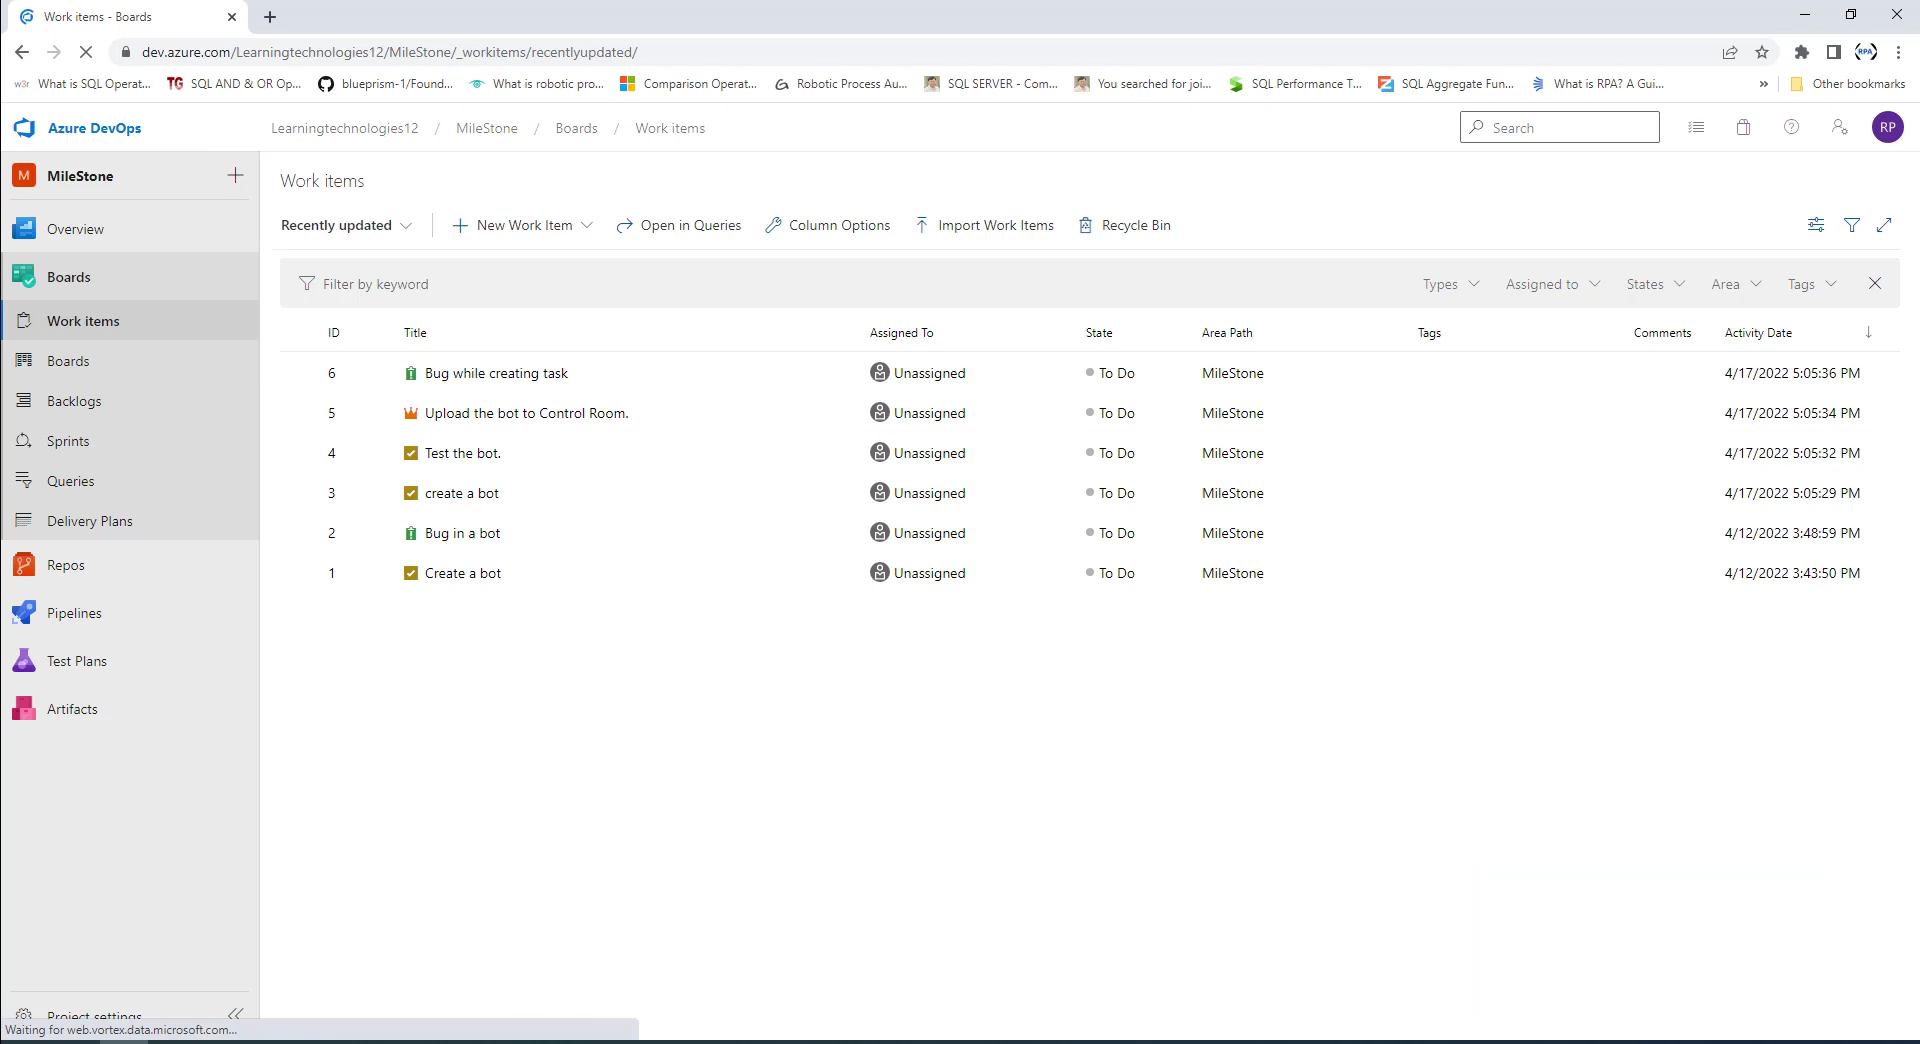 Work items - Boards
dev.azure.com/Learningtechnologies12/MileStone/_workitems/recentlyupdated/
(RPA)
w3r What is SQL Operat... TG SQL AND & OR Op... blueprism-1/Found... What is robotic pro... Comparison Operat... Robotic Process Au... SQL SERVER - Com... You searched for joi... SQL Performance T... SQL Aggregate Fun... What is RPA? A Gui... » Other bookmarks
Azure DevOps Learningtechnologies12 / MileStone / Boards / Work items Search RP
M MileStone
Overview
Boards
Work items
Boards
Backlogs
Sprints
Queries
Delivery Plans
Repos
Pipelines
Test Plans
Artifacts
Project settings
Work items
Recently updated New Work Item Open in Queries Column Options Import Work Items Recycle Bin
Filter by keyword Types Assigned to States Area Tags
ID Title Assigned To State Area Path Tags Comments Activity Date
6 Bug while creating task Unassigned To Do MileStone 4/17/2022 5:05:36 PM
5 Upload the bot to Control Room. Unassigned To Do MileStone 4/17/2022 5:05:34 PM
4 Test the bot. Unassigned To Do MileStone 4/17/2022 5:05:32 PM
3 create a bot Unassigned To Do MileStone 4/17/2022 5:05:29 PM
2 Bug in a bot Unassigned To Do MileStone 4/12/2022 3:48:59 PM
1 Create a bot Unassigned To Do MileStone 4/12/2022 3:43:50 PM
Waiting for web.vortex.data.microsoft.com...